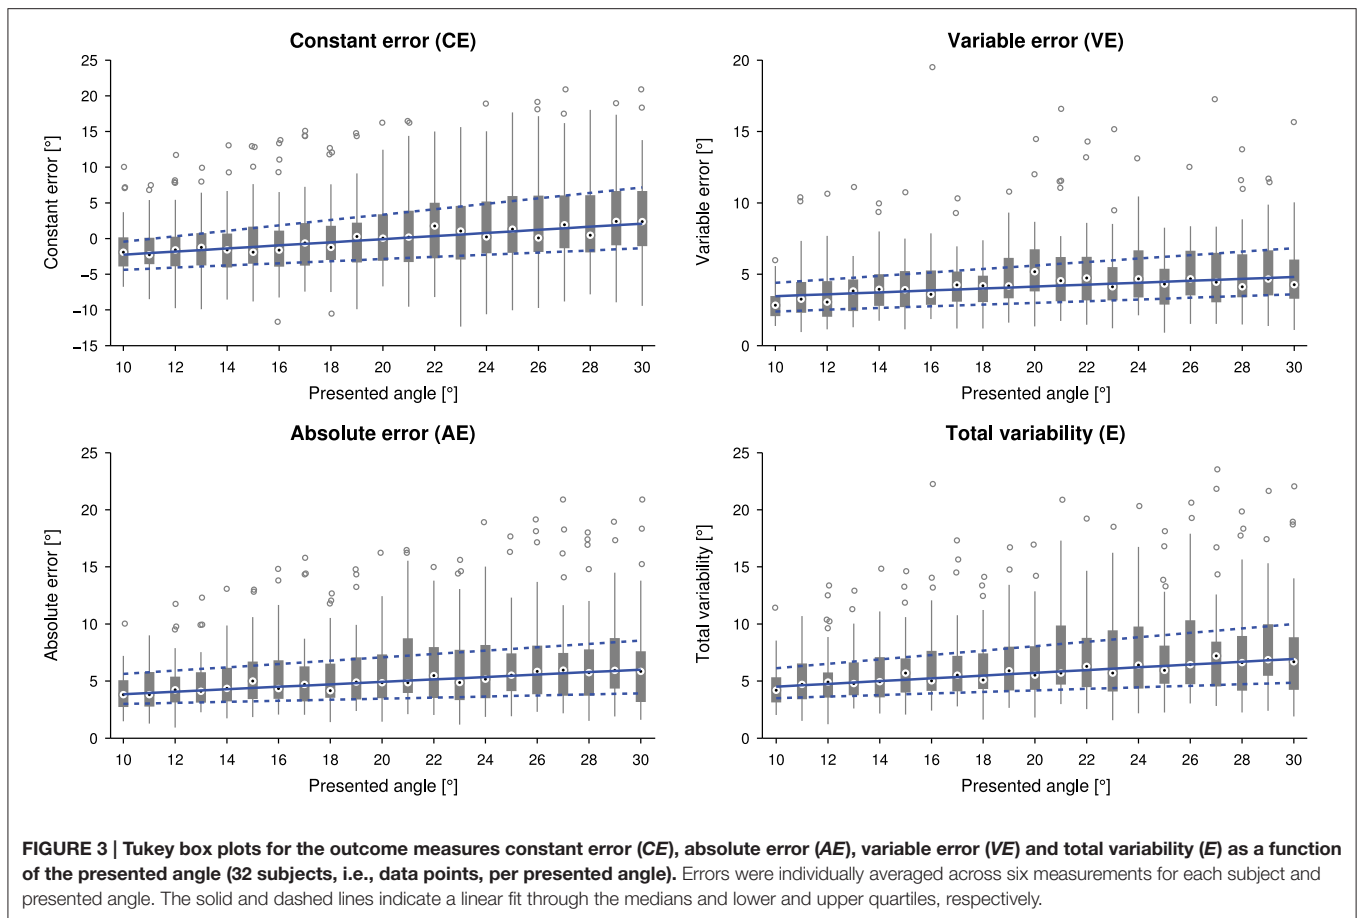 Constant error (CE)
25
20
15
10
5
0
−5
−10
−15
Constant error [°]
10 12 14 16 18 20 22 24 26 28 30
Presented angle [°]
Variable error (VE)
20
15
10
5
0
Variable error [°]
10 12 14 16 18 20 22 24 26 28 30
Presented angle [°]
Absolute error (AE)
25
20
15
10
5
0
Absolute error [°]
10 12 14 16 18 20 22 24 26 28 30
Presented angle [°]
Total variability (E)
25
20
15
10
5
0
Total variability [°]
10 12 14 16 18 20 22 24 26 28 30
Presented angle [°]
FIGURE 3 | Tukey box plots for the outcome measures constant error (CE), absolute error (AE), variable error (VE) and total variability (E) as a function
of the presented angle (32 subjects, i.e., data points, per presented angle). Errors were individually averaged across six measurements for each subject and
presented angle. The solid and dashed lines indicate a linear fit through the medians and lower and upper quartiles, respectively.